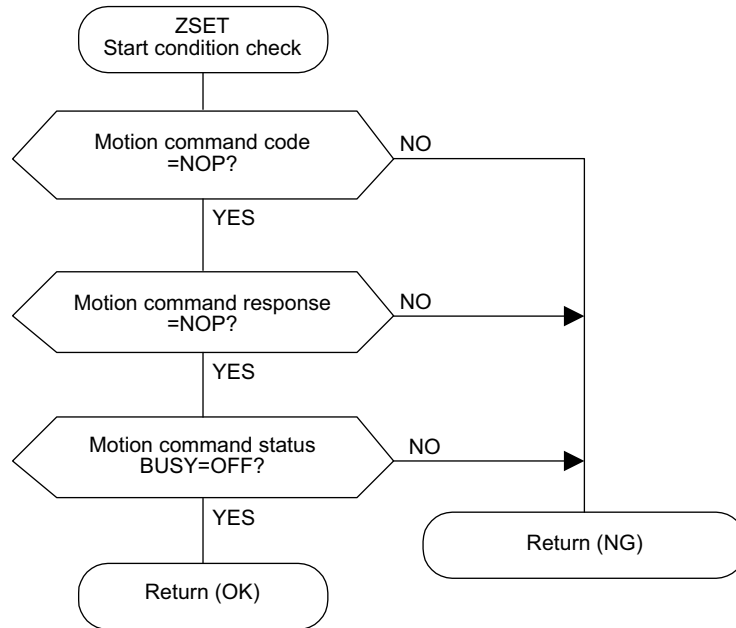 ZSET
Start condition check
Motion command code
=NOP?
NO
YES
Motion command response
=NOP?
NO
YES
Motion command status
BUSY=OFF?
NO
YES
Return (NG)
Return (OK)